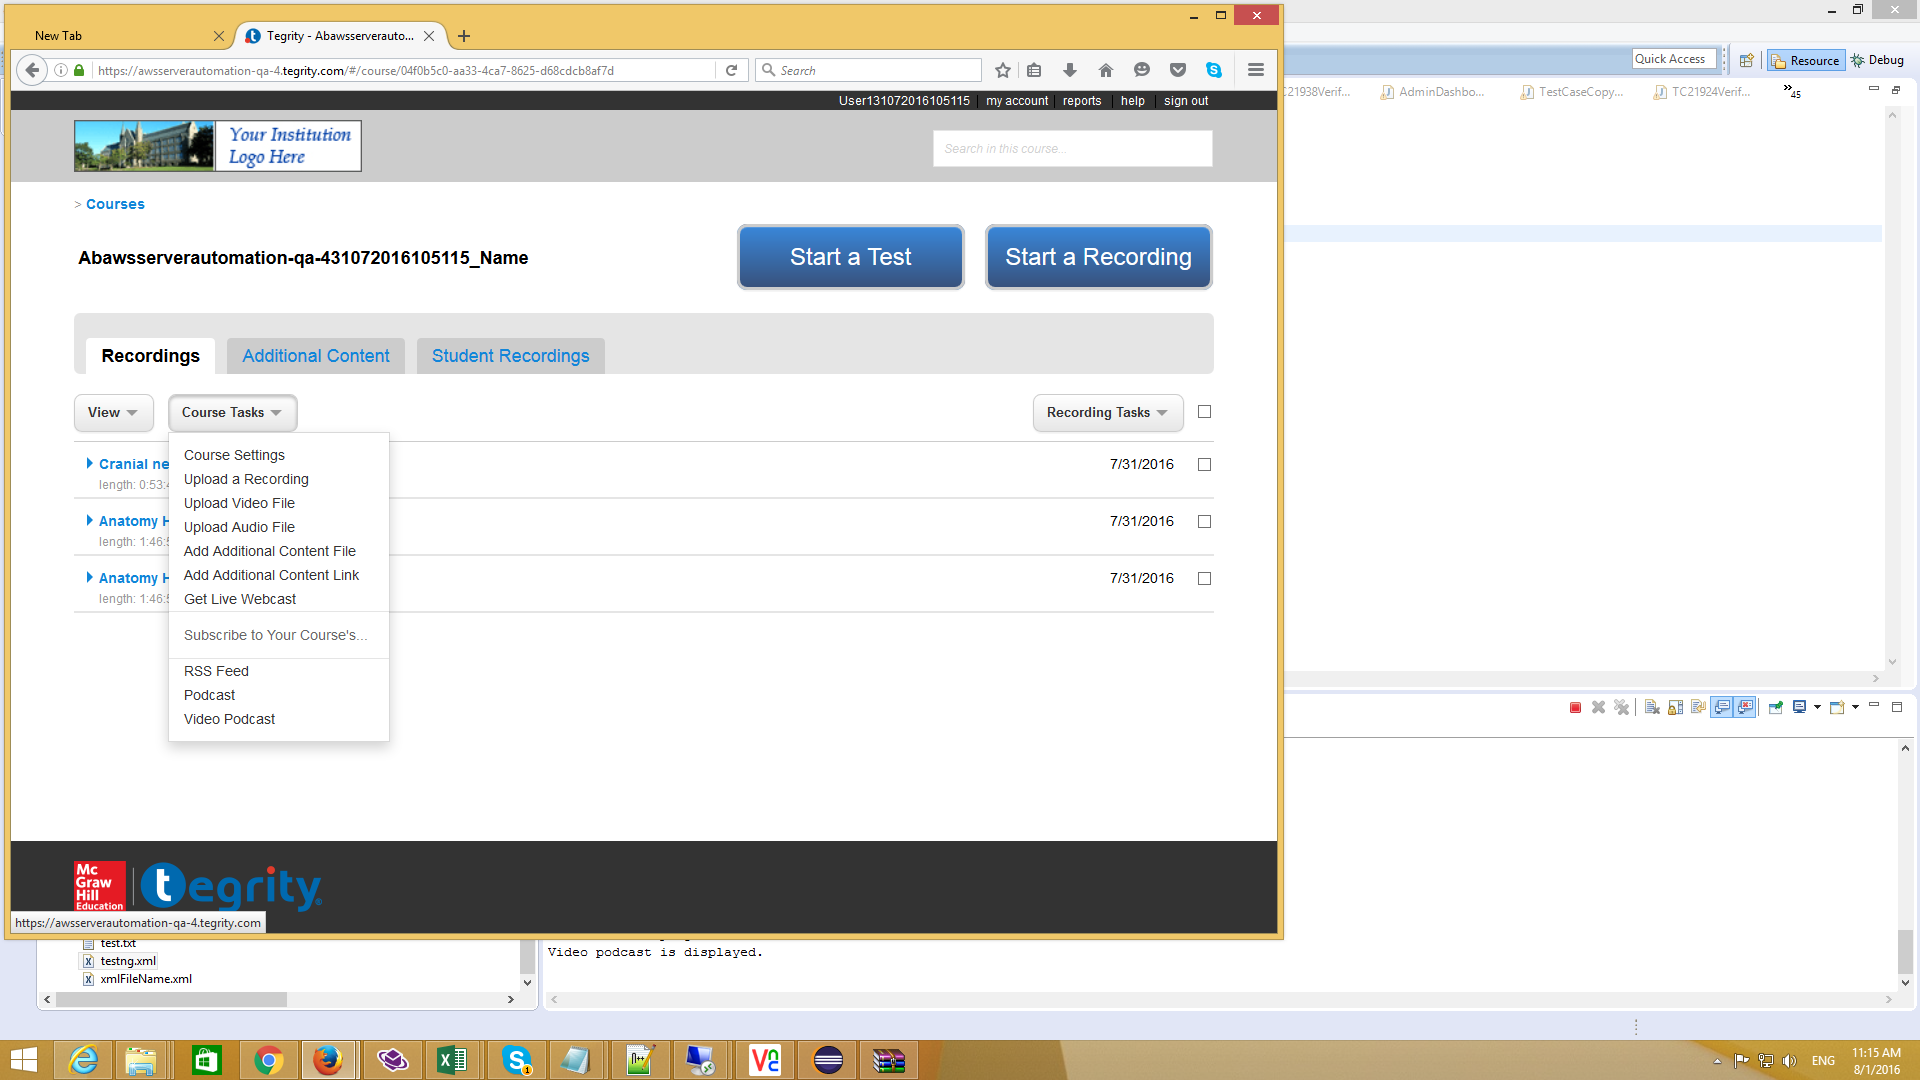 New Tab
Tegrity - Abawsserverauto...
https://awsserverautomation-qa-4.tegrity.com/#/course/04f0b5c0-aa33-4ca7-8625-d68cdcb8af7d
Search
Quick Access
Resource
Debug
User131072016105115
my account
reports
help
sign out
C21938Verif...
AdminDashbo...
TestCaseCopy...
TC21924Verif...
45
Your Institution
Logo Here
Search in this course...
> Courses
Abawsserverautomation-qa-431072016105115_Name
Start a Test
Start a Recording
Recordings
Additional Content
Student Recordings
View
Course Tasks
Recording Tasks
Course Settings
Upload a Recording
Upload Video File
Upload Audio File
Add Additional Content File
Add Additional Content Link
Get Live Webcast
Subscribe to Your Course's...
RSS Feed
Podcast
Video Podcast
Cranial ne
length: 0:53:4
7/31/2016
Anatomy H
length: 1:46:5
7/31/2016
Anatomy H
length: 1:46:5
7/31/2016
Mc
Graw
Hill
Education
tegrity
https://awsserverautomation-qa-4.tegrity.com
test.txt
testng.xml
xmlFileName.xml
Video podcast is displayed.
ENG
11:15 AM
8/1/2016